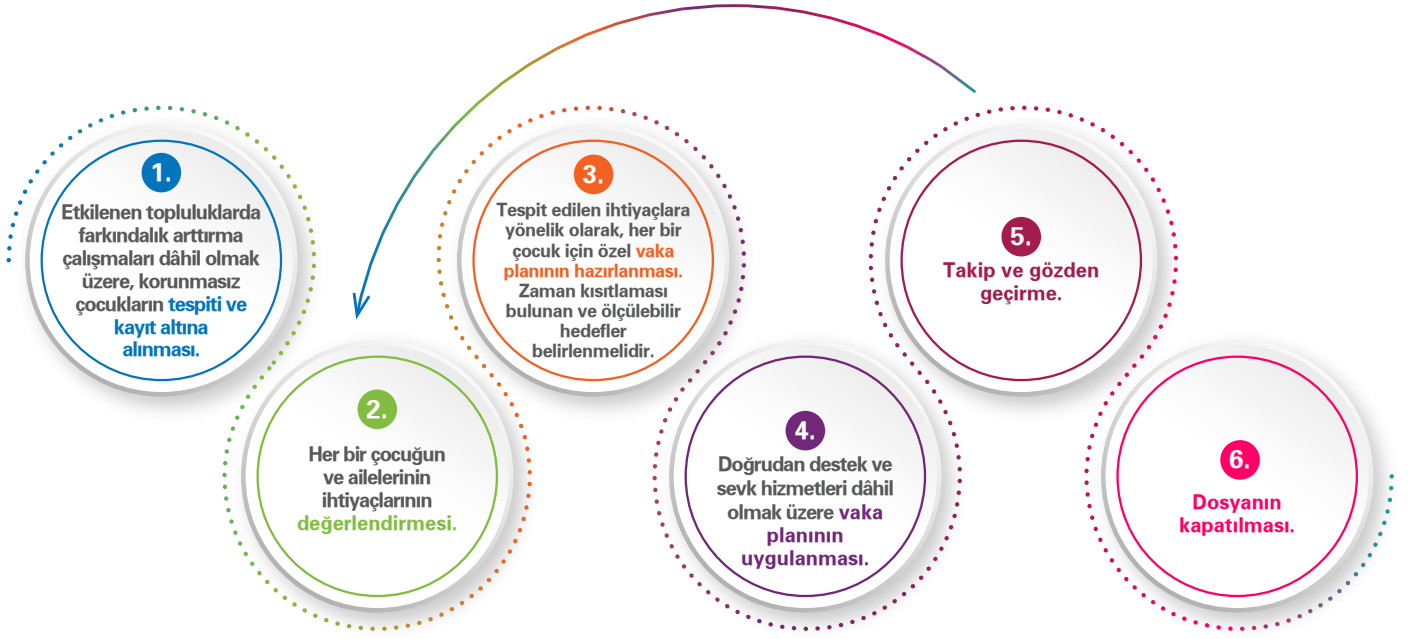 1.
Etkilenen topluluklarda
farkındalık arttırma
çalışmaları dâhil olmak
üzere, korunmasız
çocukların tespiti ve
kayıt altına
alınması.
2.
Her bir çocuğun
ve ailelerinin
ihtiyaçlarının
değerlendirmesi.
3.
Tespit edilen ihtiyaçlara
yönelik olarak, her bir
çocuk için özel vaka
planının hazırlanması.
Zaman kısıtlaması
bulunan ve ölçülebilir
hedefler
belirlenmelidir.
4.
Doğrudan destek ve
sevk hizmetleri dâhil
olmak üzere vaka
planının
uygulanması.
5.
Takip ve gözden
geçirme.
6.
Dosyanın
kapatılması.